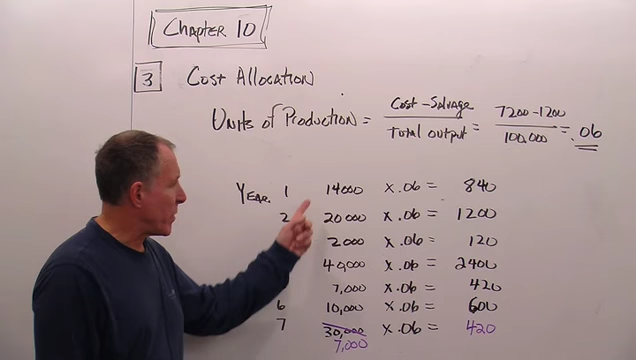 Chapter 10
3 Cost Allocation
Units of Production = Cost - Salvage / Total output = 7200 - 1200 / 100,000 = .06
Year 1 14000 x .06 = 840
2 20000 x .06 = 1200
2000 x .06 = 120
40,000 x .06 = 2400
7,000 x .06 = 420
6 10,000 x .06 = 600
7 30,000 x .06 = 420
7,000